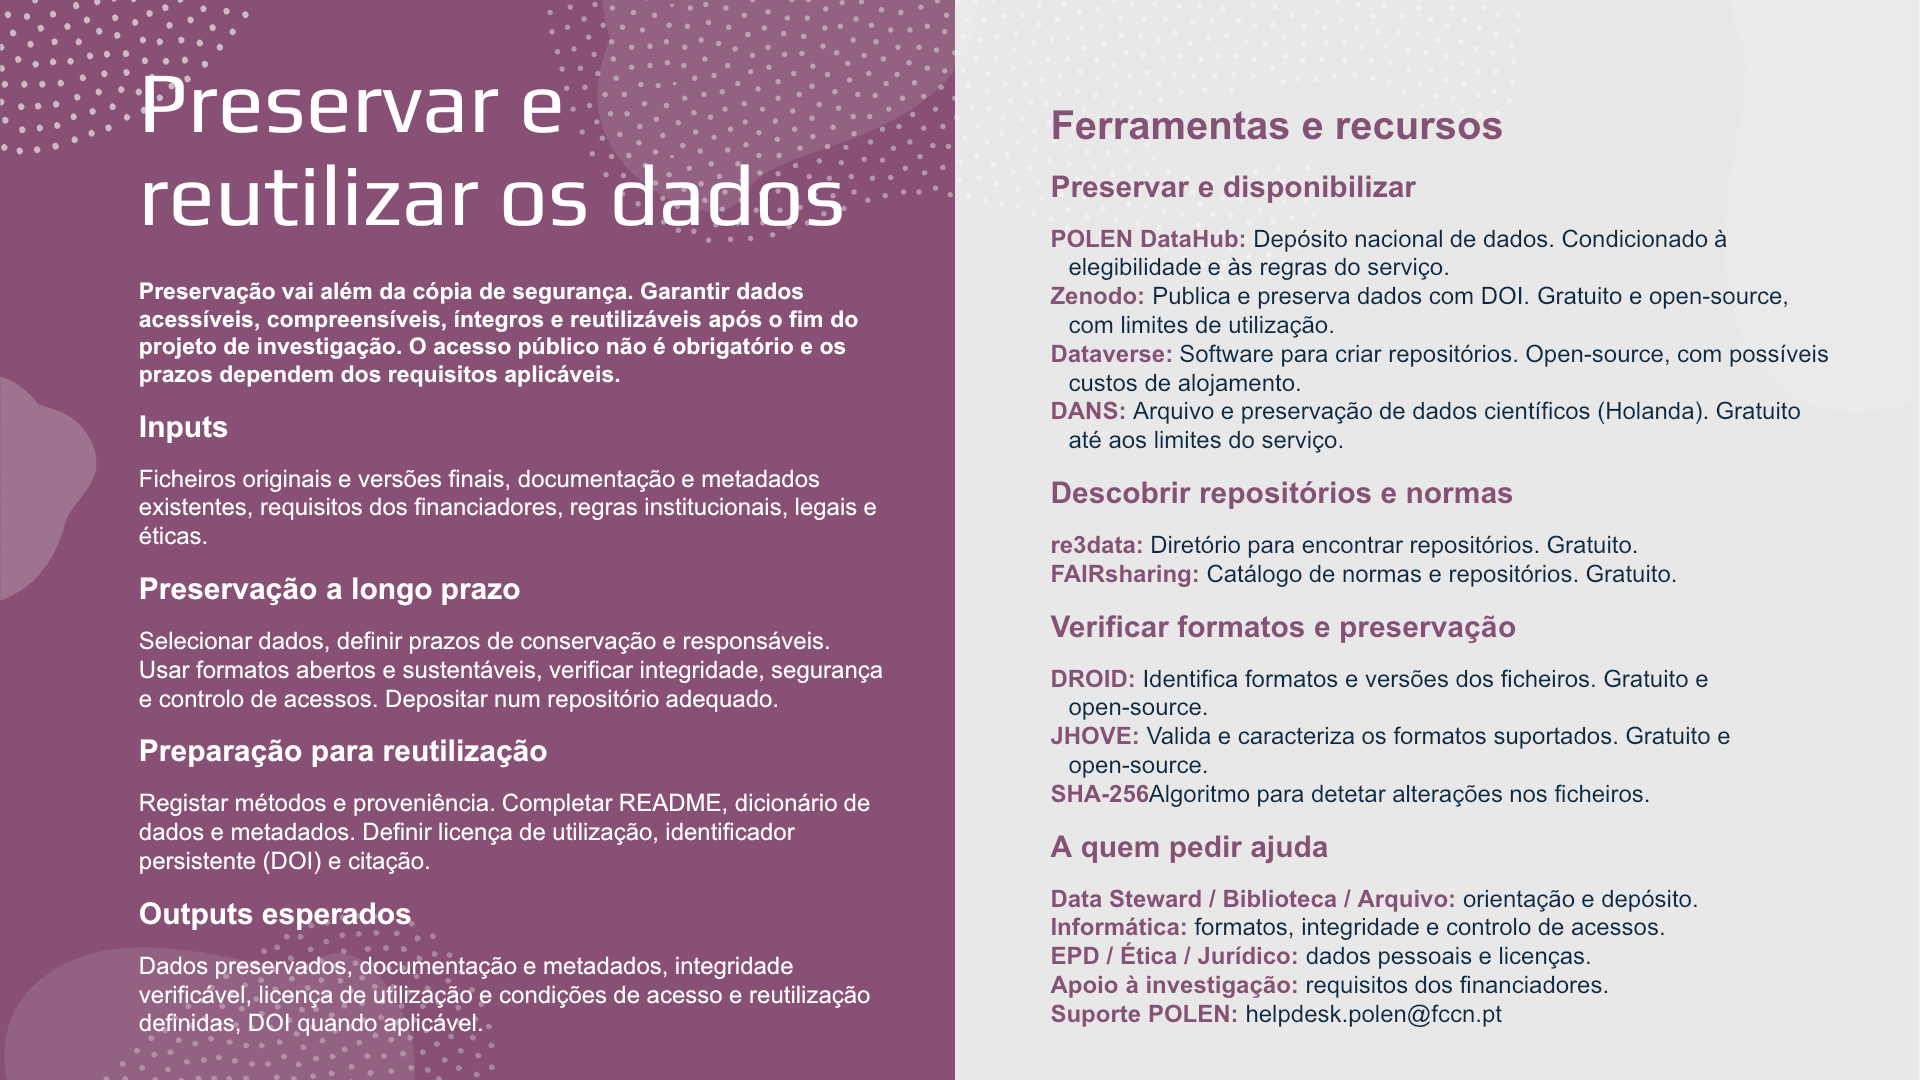 Preservar e
reutilizar os dados
Preservação vai além da cópia de segurança. Garantir dados
acessíveis, compreensíveis, íntegros e reutilizáveis após o fim do
projeto de investigação. O acesso público não é obrigatório e os
prazos dependem dos requisitos aplicáveis.
Inputs
Ficheiros originais e versões finais, documentação e metadados
existentes, requisitos dos financiadores, regras institucionais, legais e
éticas.
Preservação a longo prazo
Selecionar dados, definir prazos de conservação e responsáveis.
Usar formatos abertos e sustentáveis, verificar integridade, segurança
e controlo de acessos. Depositar num repositório adequado.
Preparação para reutilização
Registar métodos e proveniência. Completar README, dicionário de
dados e metadados. Definir licença de utilização, identificador
persistente (DOI) e citação.
Outputs esperados
Dados preservados, documentação e metadados, integridade
verificável, licença de utilização e condições de acesso e reutilização
definidas, DOI quando aplicável.
Ferramentas e recursos
Preservar e disponibilizar
POLEN DataHub: Depósito nacional de dados. Condicionado à
elegibilidade e às regras do serviço.
Zenodo: Publica e preserva dados com DOI. Gratuito e open-source,
com limites de utilização.
Dataverse: Software para criar repositórios. Open-source, com possíveis
custos de alojamento.
DANS: Arquivo e preservação de dados científicos (Holanda). Gratuito
até aos limites do serviço.
Descobrir repositórios e normas
re3data: Diretório para encontrar repositórios. Gratuito.
FAIRsharing: Catálogo de normas e repositórios. Gratuito.
Verificar formatos e preservação
DROID: Identifica formatos e versões dos ficheiros. Gratuito e
open-source.
JHOVE: Valida e caracteriza os formatos suportados. Gratuito e
open-source.
SHA-256Algoritmo para detetar alterações nos ficheiros.
A quem pedir ajuda
Data Steward / Biblioteca / Arquivo: orientação e depósito.
Informática: formatos, integridade e controlo de acessos.
EPD / Ética / Jurídico: dados pessoais e licenças.
Apoio à investigação: requisitos dos financiadores.
Suporte POLEN: helpdesk.polen@fccn.pt